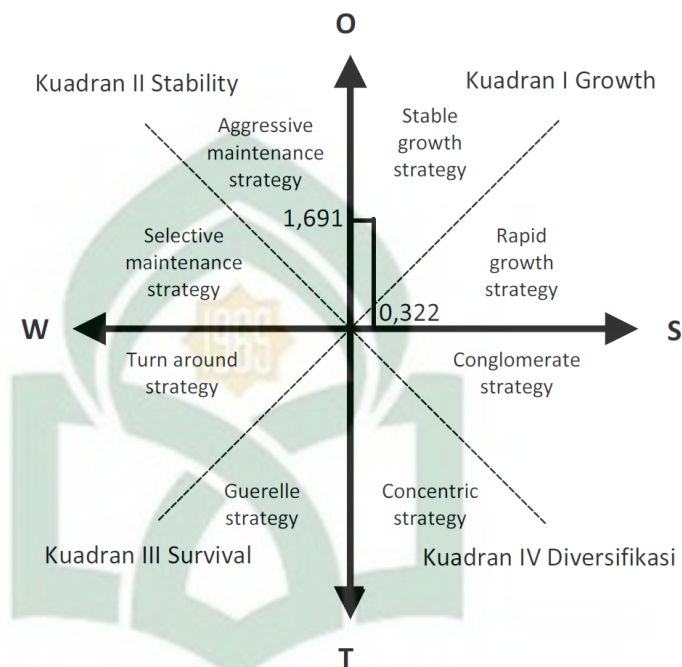 O
Kuadran II Stability
Kuadran I Growth
Aggressive
maintenance
strategy
Stable
growth
strategy
1,691
Selective
maintenance
strategy
Rapid
growth
strategy
0,322
W
S
1985
Turn around
strategy
Conglomerate
strategy
Guerelle
strategy
Concentric
strategy
Kuadran III Survival
Kuadran IV Diversifikasi
T